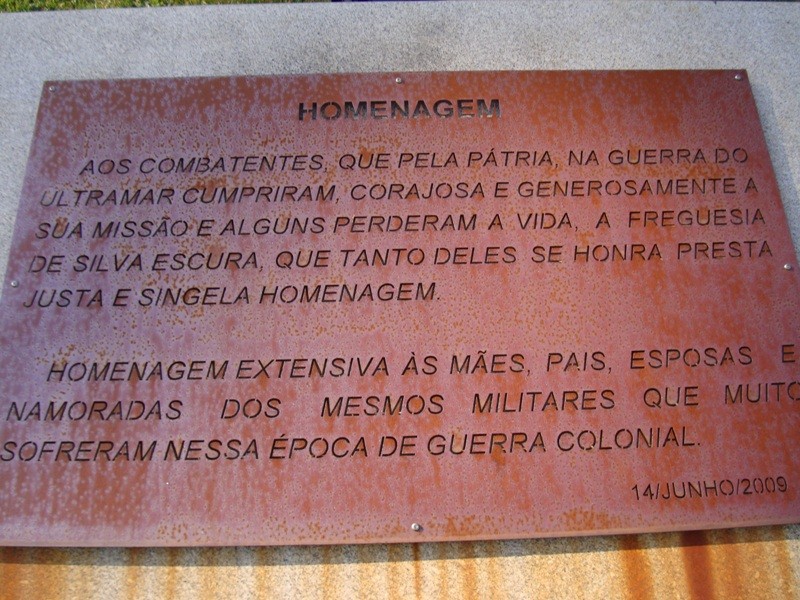 HOMENAGEM
AOS COMBATENTES, QUE PELA PÁTRIA, NA GUERRA DO
ULTRAMAR CUMPRIRAM, CORAJOSA E GENEROSAMENTE A
SUA MISSÃO E ALGUNS PERDERAM A VIDA, A FREGUESIA
DE SILVA ESCURA, QUE TANTO DELES SE HONRA PRESTA
JUSTA E SINGELA HOMENAGEM.
HOMENAGEM EXTENSIVA ÀS MÃES, PAIS, ESPOSAS E
NAMORADAS DOS MESMOS MILITARES QUE MUITO
SOFRERAM NESSA ÉPOCA DE GUERRA COLONIAL.
14/JUNHO/2009